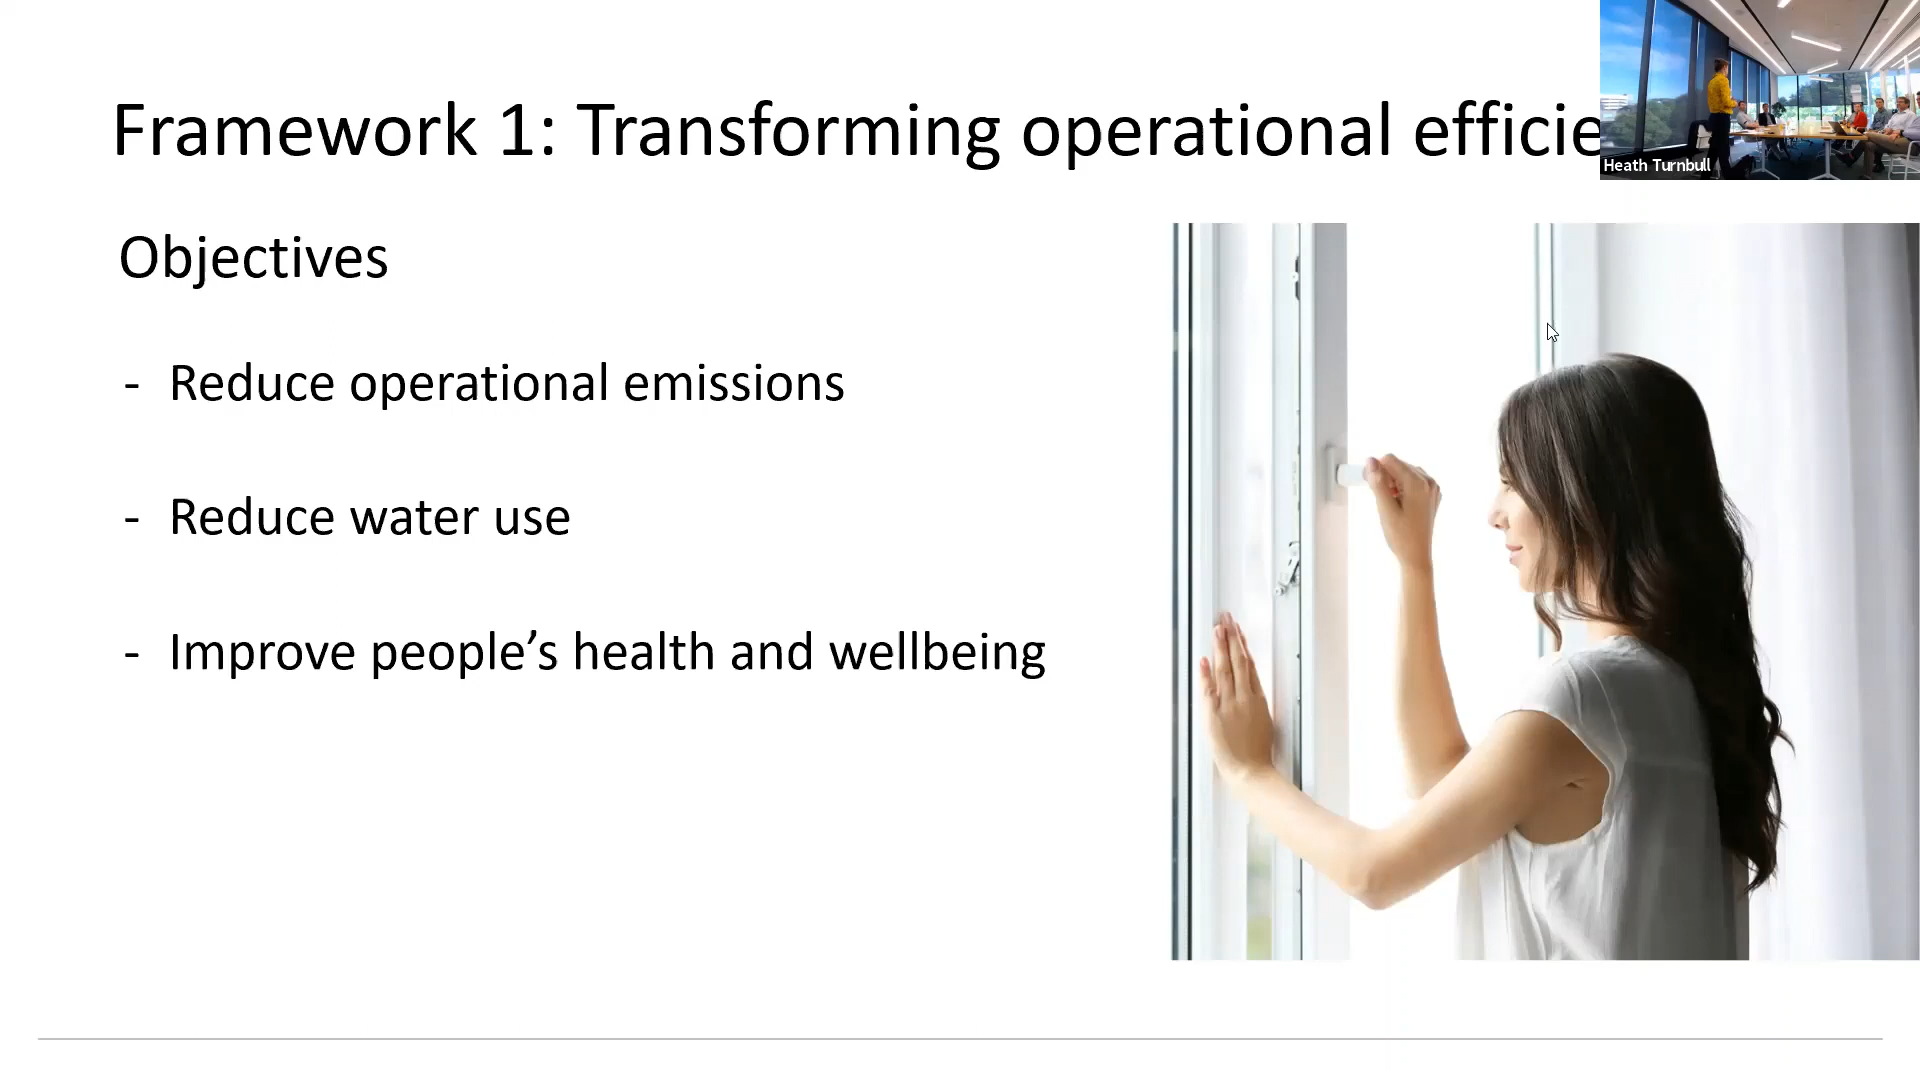 Framework 1: Transforming operational efficie
Heath Turnbull
Objectives
- Reduce operational emissions
- Reduce water use
- Improve people’s health and wellbeing